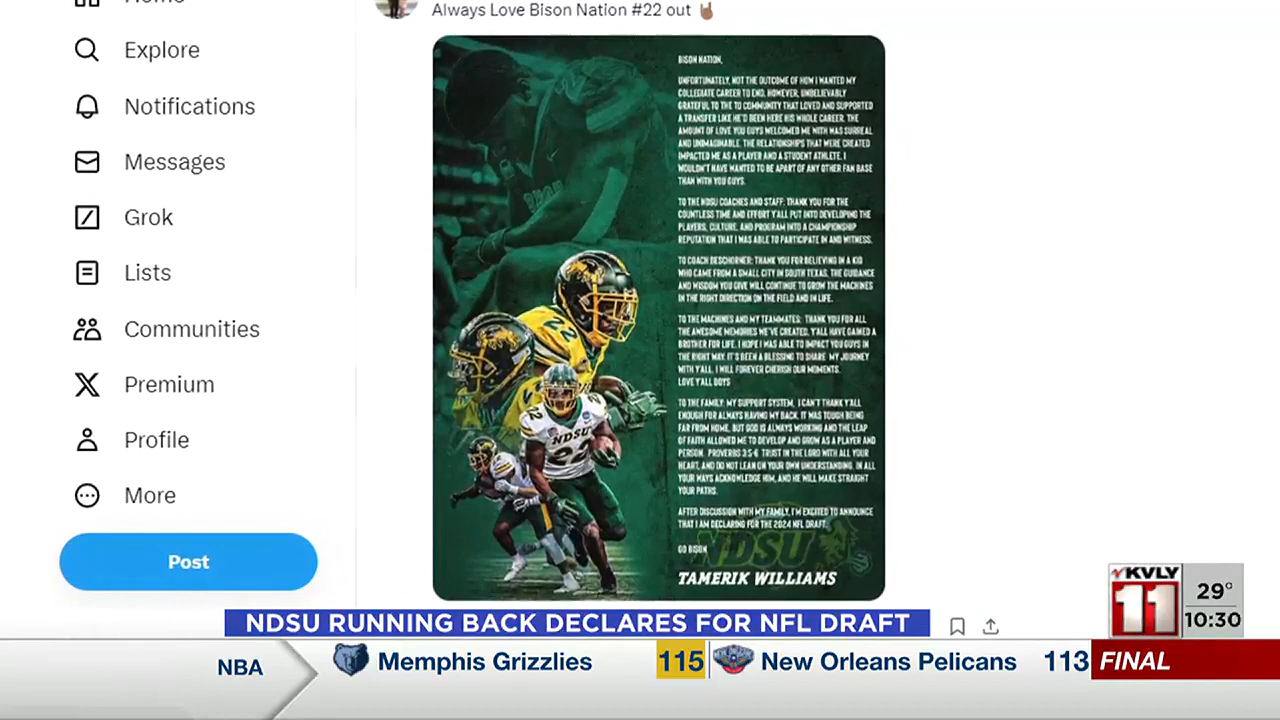 Home
Explore
Notifications
Messages
Grok
Lists
Communities
Premium
Profile
More
Post
Always Love Bison Nation #22 out
BISON NATION,
UNFORTUNATELY, NOT THE OUTCOME OF HOW I WANTED MY
COLLEGIATE CAREER TO END. HOWEVER, UNBELIEVABLY
GRATEFUL TO THE TO COMMUNITY THAT LOVED AND SUPPORTED
A TRANSFER LIKE HE'D BEEN HERE HIS WHOLE CAREER. THE
AMOUNT OF LOVE YOU GUYS WELCOMED ME WITH WAS SURREAL
AND UNIMAGINABLE. THE RELATIONSHIPS THAT WERE CREATED
IMPACTED ME AS A PLAYER AND A STUDENT ATHLETE. I
WOULDN'T HAVE WANTED TO BE APART OF ANY OTHER FAN BASE
THAN WITH YOU GUYS.
TO THE NDSU COACHES AND STAFF: THANK YOU FOR THE
COUNTLESS TIME AND EFFORT Y'ALL PUT INTO DEVELOPING THE
PLAYERS, CULTURE, AND PROGRAM INTO A CHAMPIONSHIP
REPUTATION THAT I WAS ABLE TO PARTICIPATE IN AND WITNESS.
TO COACH BESCHORNER: THANK YOU FOR BELIEVING IN A KID
WHO CAME FROM A SMALL CITY IN SOUTH TEXAS. THE GUIDANCE
AND WISDOM YOU GIVE WILL CONTINUE TO GROW THE MACHINES
IN THE RIGHT DIRECTION ON THE FIELD AND IN LIFE.
TO THE MACHINES AND MY TEAMMATES: THANK YOU FOR ALL
THE AWESOME MEMORIES WE'VE CREATED, Y'ALL HAVE GAINED A
BROTHER FOR LIFE. I HOPE I WAS ABLE TO IMPACT YOU GUYS IN
THE RIGHT WAY. IT'S BEEN A BLESSING TO SHARE MY JOURNEY
WITH Y'ALL. I WILL FOREVER CHERISH OUR MOMENTS.
LOVE Y'ALL BOYS
TO THE FAMILY: MY SUPPORT SYSTEM, I CAN'T THANK Y'ALL
ENOUGH FOR ALWAYS HAVING MY BACK. IT WAS TOUGH BEING
FAR FROM HOME, BUT GOD IS ALWAYS WORKING AND THE LEAP
OF FAITH ALLOWED ME TO DEVELOP AND GROW AS A PLAYER AND
PERSON. PROVERBS 3:5-6 TRUST IN THE LORD WITH ALL YOUR
HEART, AND DO NOT LEAN ON YOUR OWN UNDERSTANDING. IN ALL
YOUR WAYS ACKNOWLEDGE HIM, AND HE WILL MAKE STRAIGHT
YOUR PATHS.
AFTER DISCUSSION WITH MY FAMILY, I'M EXCITED TO ANNOUNCE
THAT I AM DECLARING FOR THE 2024 NFL DRAFT.
GO BISON
NDSU
TAMERIK WILLIAMS
22
22
NDSU
22
KVLY
11
29°
10:30
NDSU RUNNING BACK DECLARES FOR NFL DRAFT
NBA
Memphis Grizzlies 115
New Orleans Pelicans 113
FINAL